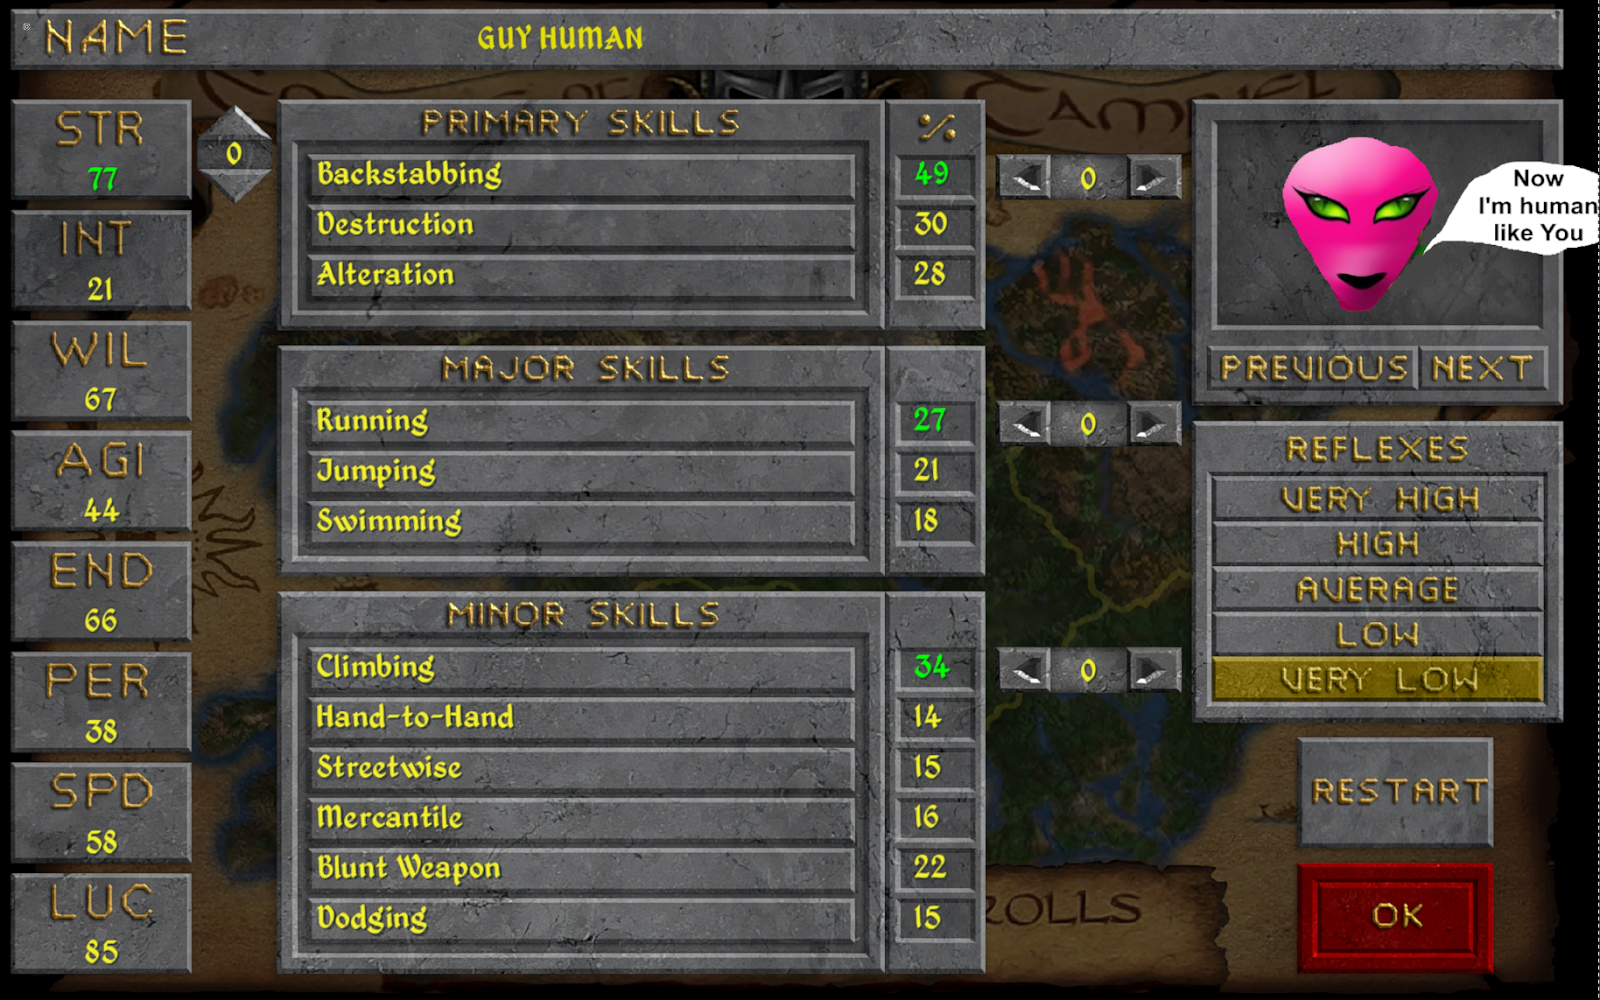 NAME GUY HUMAN
STR
77
0
INT
21
WIL
67
AGI
44
END
66
PER
38
SPD
58
LUC
85
PRIMARY SKILLS %
Backstabbing 49 0
Destruction 30
Alteration 28
MAJOR SKILLS
Running 27 0
Jumping 21
Swimming 18
MINOR SKILLS
Climbing 34 0
Hand-to-Hand 14
Streetwise 15
Mercantile 16
Blunt Weapon 22
Dodging 15
Now
I'm human
like You
PREVIOUS NEXT
REFLEXES
VERY HIGH
HIGH
AVERAGE
LOW
VERY LOW
RESTART
OK